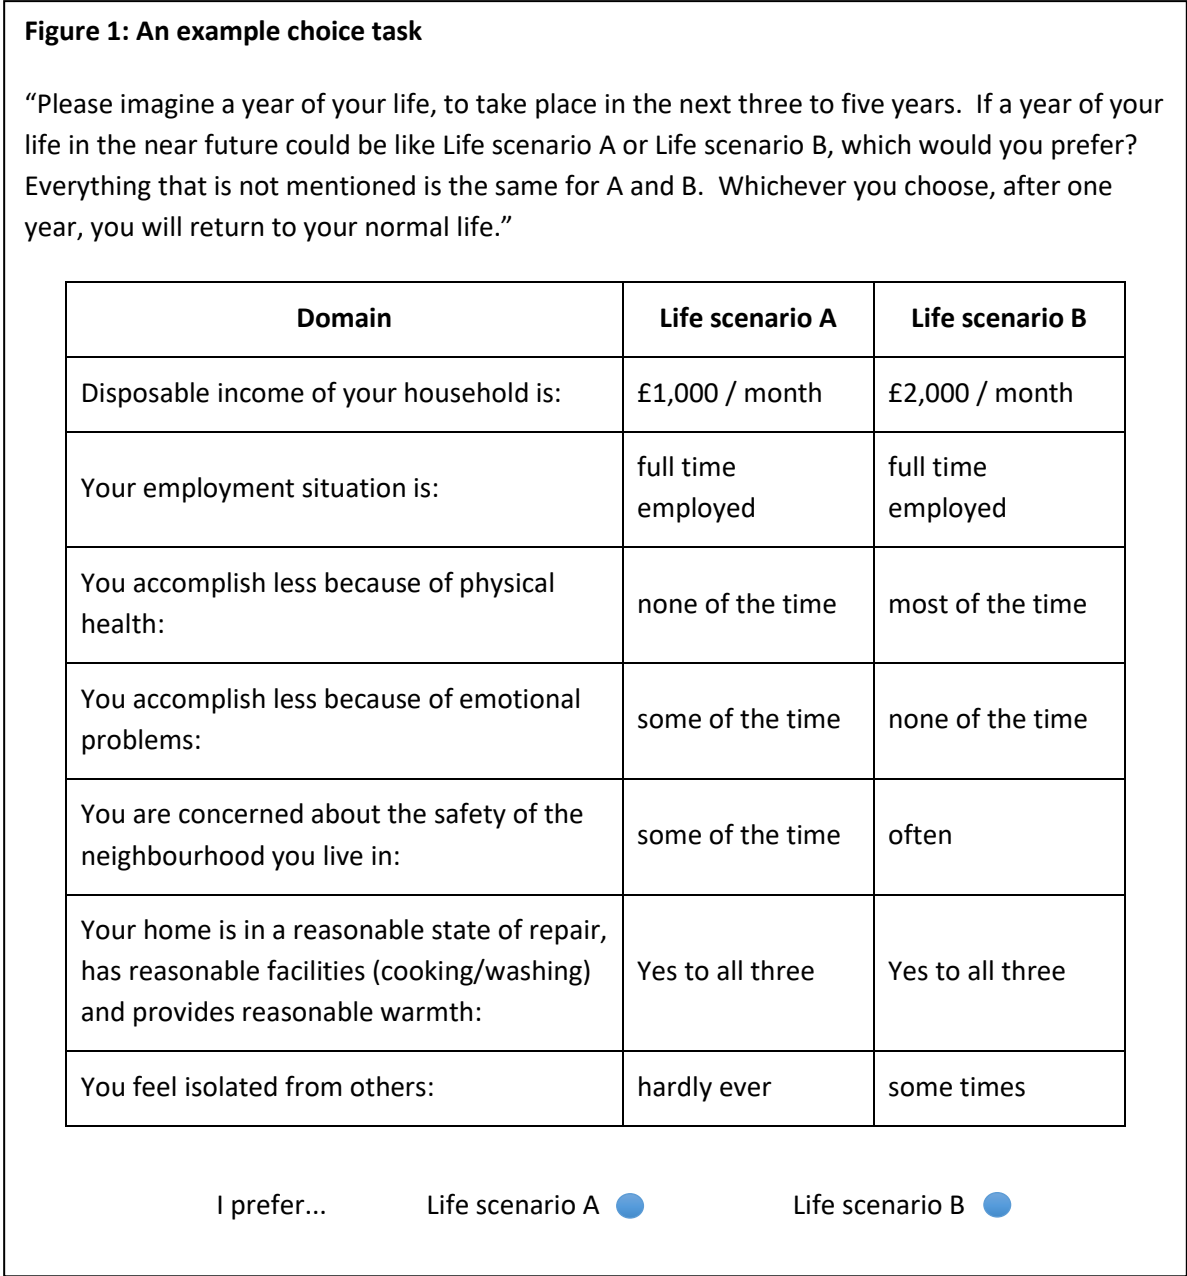 Figure 1: An example choice task
“Please imagine a year of your life, to take place in the next three to five years.  If a year of your
life in the near future could be like Life scenario A or Life scenario B, which would you prefer?
Everything that is not mentioned is the same for A and B.  Whichever you choose, after one
year, you will return to your normal life.”
Domain
Life scenario A
Life scenario B
Disposable income of your household is:
£1,000 / month
£2,000 / month
Your employment situation is:
full time
employed
full time
employed
You accomplish less because of physical
health:
none of the time
most of the time
You accomplish less because of emotional
problems:
some of the time
none of the time
You are concerned about the safety of the
neighbourhood you live in:
some of the time
often
Your home is in a reasonable state of repair,
has reasonable facilities (cooking/washing)
and provides reasonable warmth:
Yes to all three
Yes to all three
You feel isolated from others:
hardly ever
some times
I prefer...
Life scenario A
Life scenario B